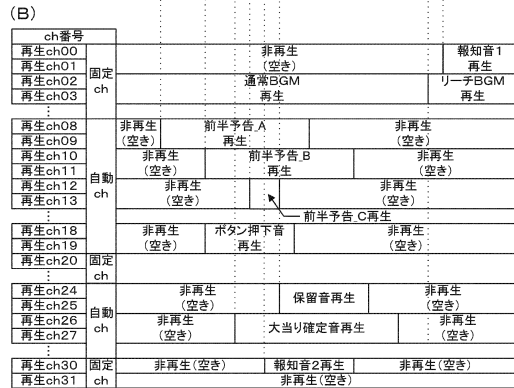 (B)
ch番号
再生ch00 固定ch 非再生(空き) 報知音1再生
再生ch01
再生ch02 通常BGM再生 リーチBGM再生
再生ch03
⋮
再生ch08 自動ch 非再生(空き) 前半予告_A再生 非再生(空き)
再生ch09
再生ch10 非再生(空き) 前半予告_B再生 非再生(空き)
再生ch11
再生ch12 非再生(空き) 非再生(空き)
再生ch13
⋮ 前半予告_C再生
再生ch18 非再生(空き) ボタン押下音再生 非再生(空き)
再生ch19
再生ch20 固定ch
⋮
再生ch24 自動ch 非再生(空き) 保留音再生 非再生(空き)
再生ch25
再生ch26 非再生(空き) 大当り確定音再生 非再生(空き)
再生ch27
⋮
再生ch30 固定ch 非再生(空き) 報知音2再生 非再生(空き)
再生ch31 非再生(空き)